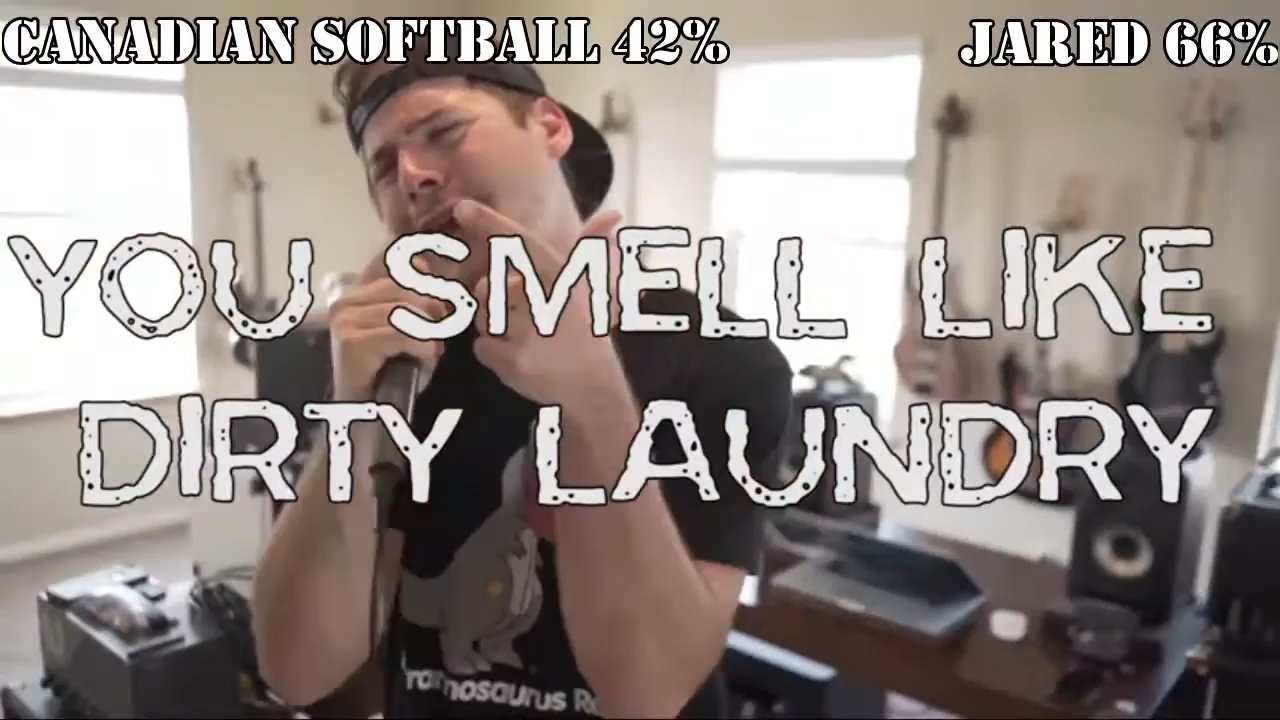 CANADIAN SOFTBALL 42%
JARED 66%
YOU SMELL LIKE
DIRTY LAUNDRY